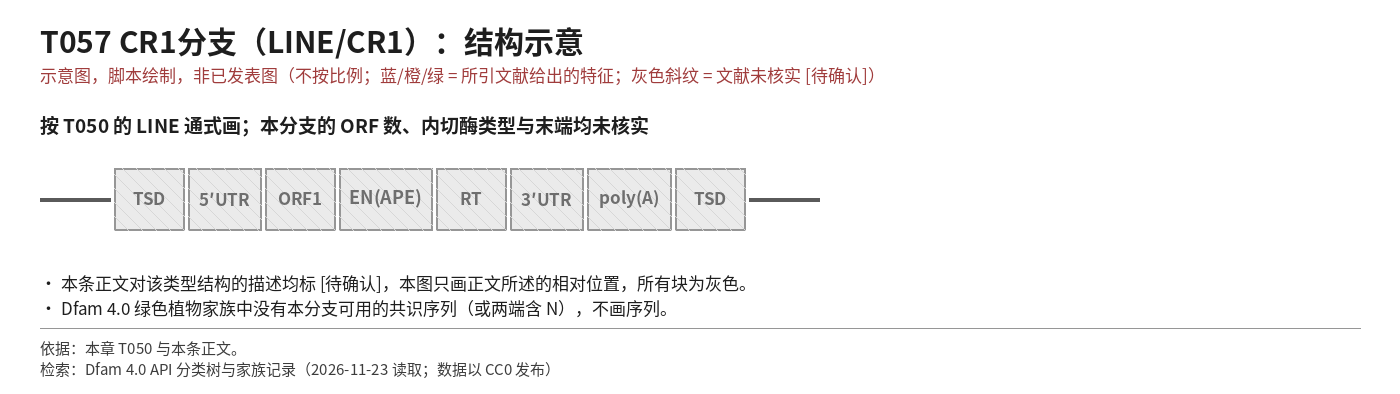 T057 CR1分支（LINE/CR1）：结构示意
示意图，脚本绘制，非已发表图（不按比例；蓝/橙/绿 = 所引文献给出的特征；灰色斜纹 = 文献未核实 [待确认]）
按 T050 的 LINE 通式画；本分支的 ORF 数、内切酶类型与末端均未核实
TSD 5′UTR ORF1 EN(APE) RT 3′UTR poly(A) TSD
• 本条正文对该类型结构的描述均标 [待确认]，本图只画正文所述的相对位置，所有块为灰色。
• Dfam 4.0 绿色植物家族中没有本分支可用的共识序列（或两端含 N），不画序列。
依据：本章 T050 与本条正文。
检索：Dfam 4.0 API 分类树与家族记录（2026-11-23 读取；数据以 CC0 发布）